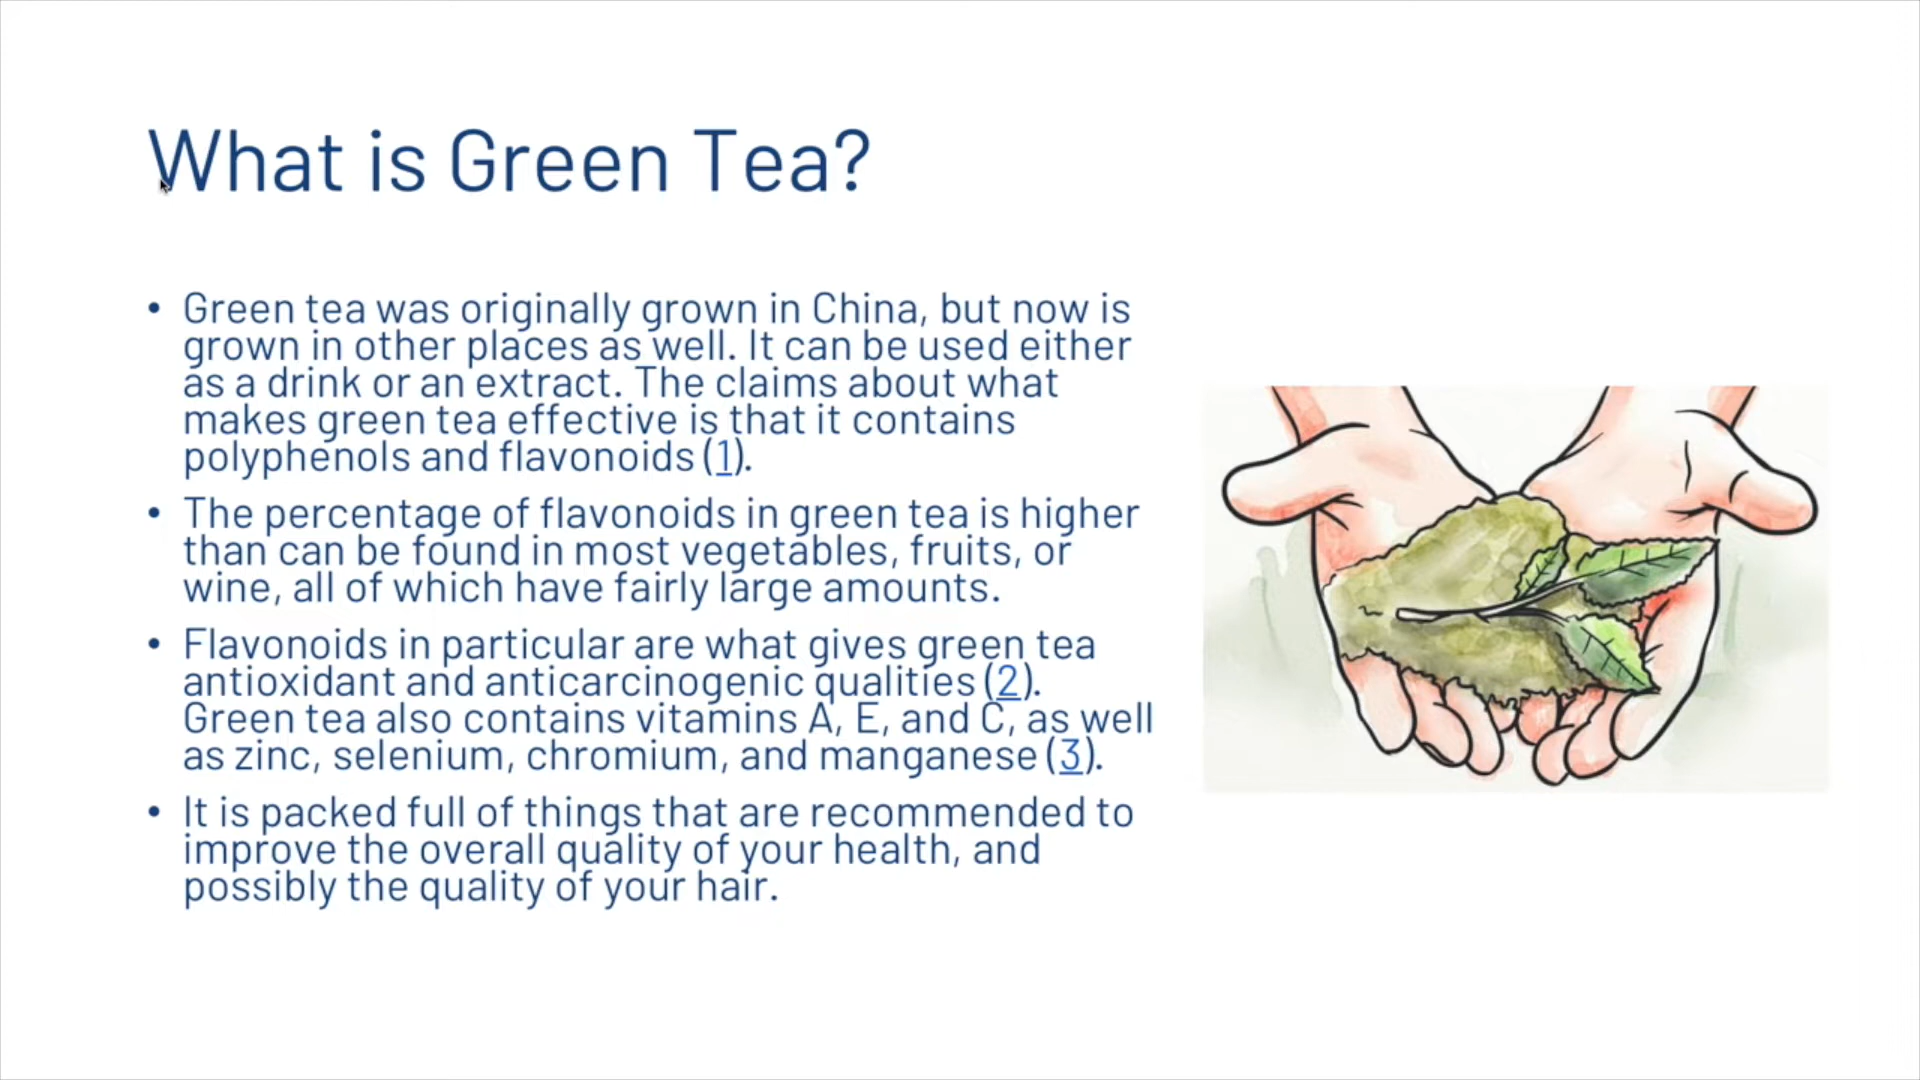 What is Green Tea?
• Green tea was originally grown in China, but now is
grown in other places as well. It can be used either
as a drink or an extract. The claims about what
makes green tea effective is that it contains
polyphenols and flavonoids (1).
• The percentage of flavonoids in green tea is higher
than can be found in most vegetables, fruits, or
wine, all of which have fairly large amounts.
• Flavonoids in particular are what gives green tea
antioxidant and anticarcinogenic qualities (2).
Green tea also contains vitamins A, E, and C, as well
as zinc, selenium, chromium, and manganese (3).
• It is packed full of things that are recommended to
improve the overall quality of your health, and
possibly the quality of your hair.